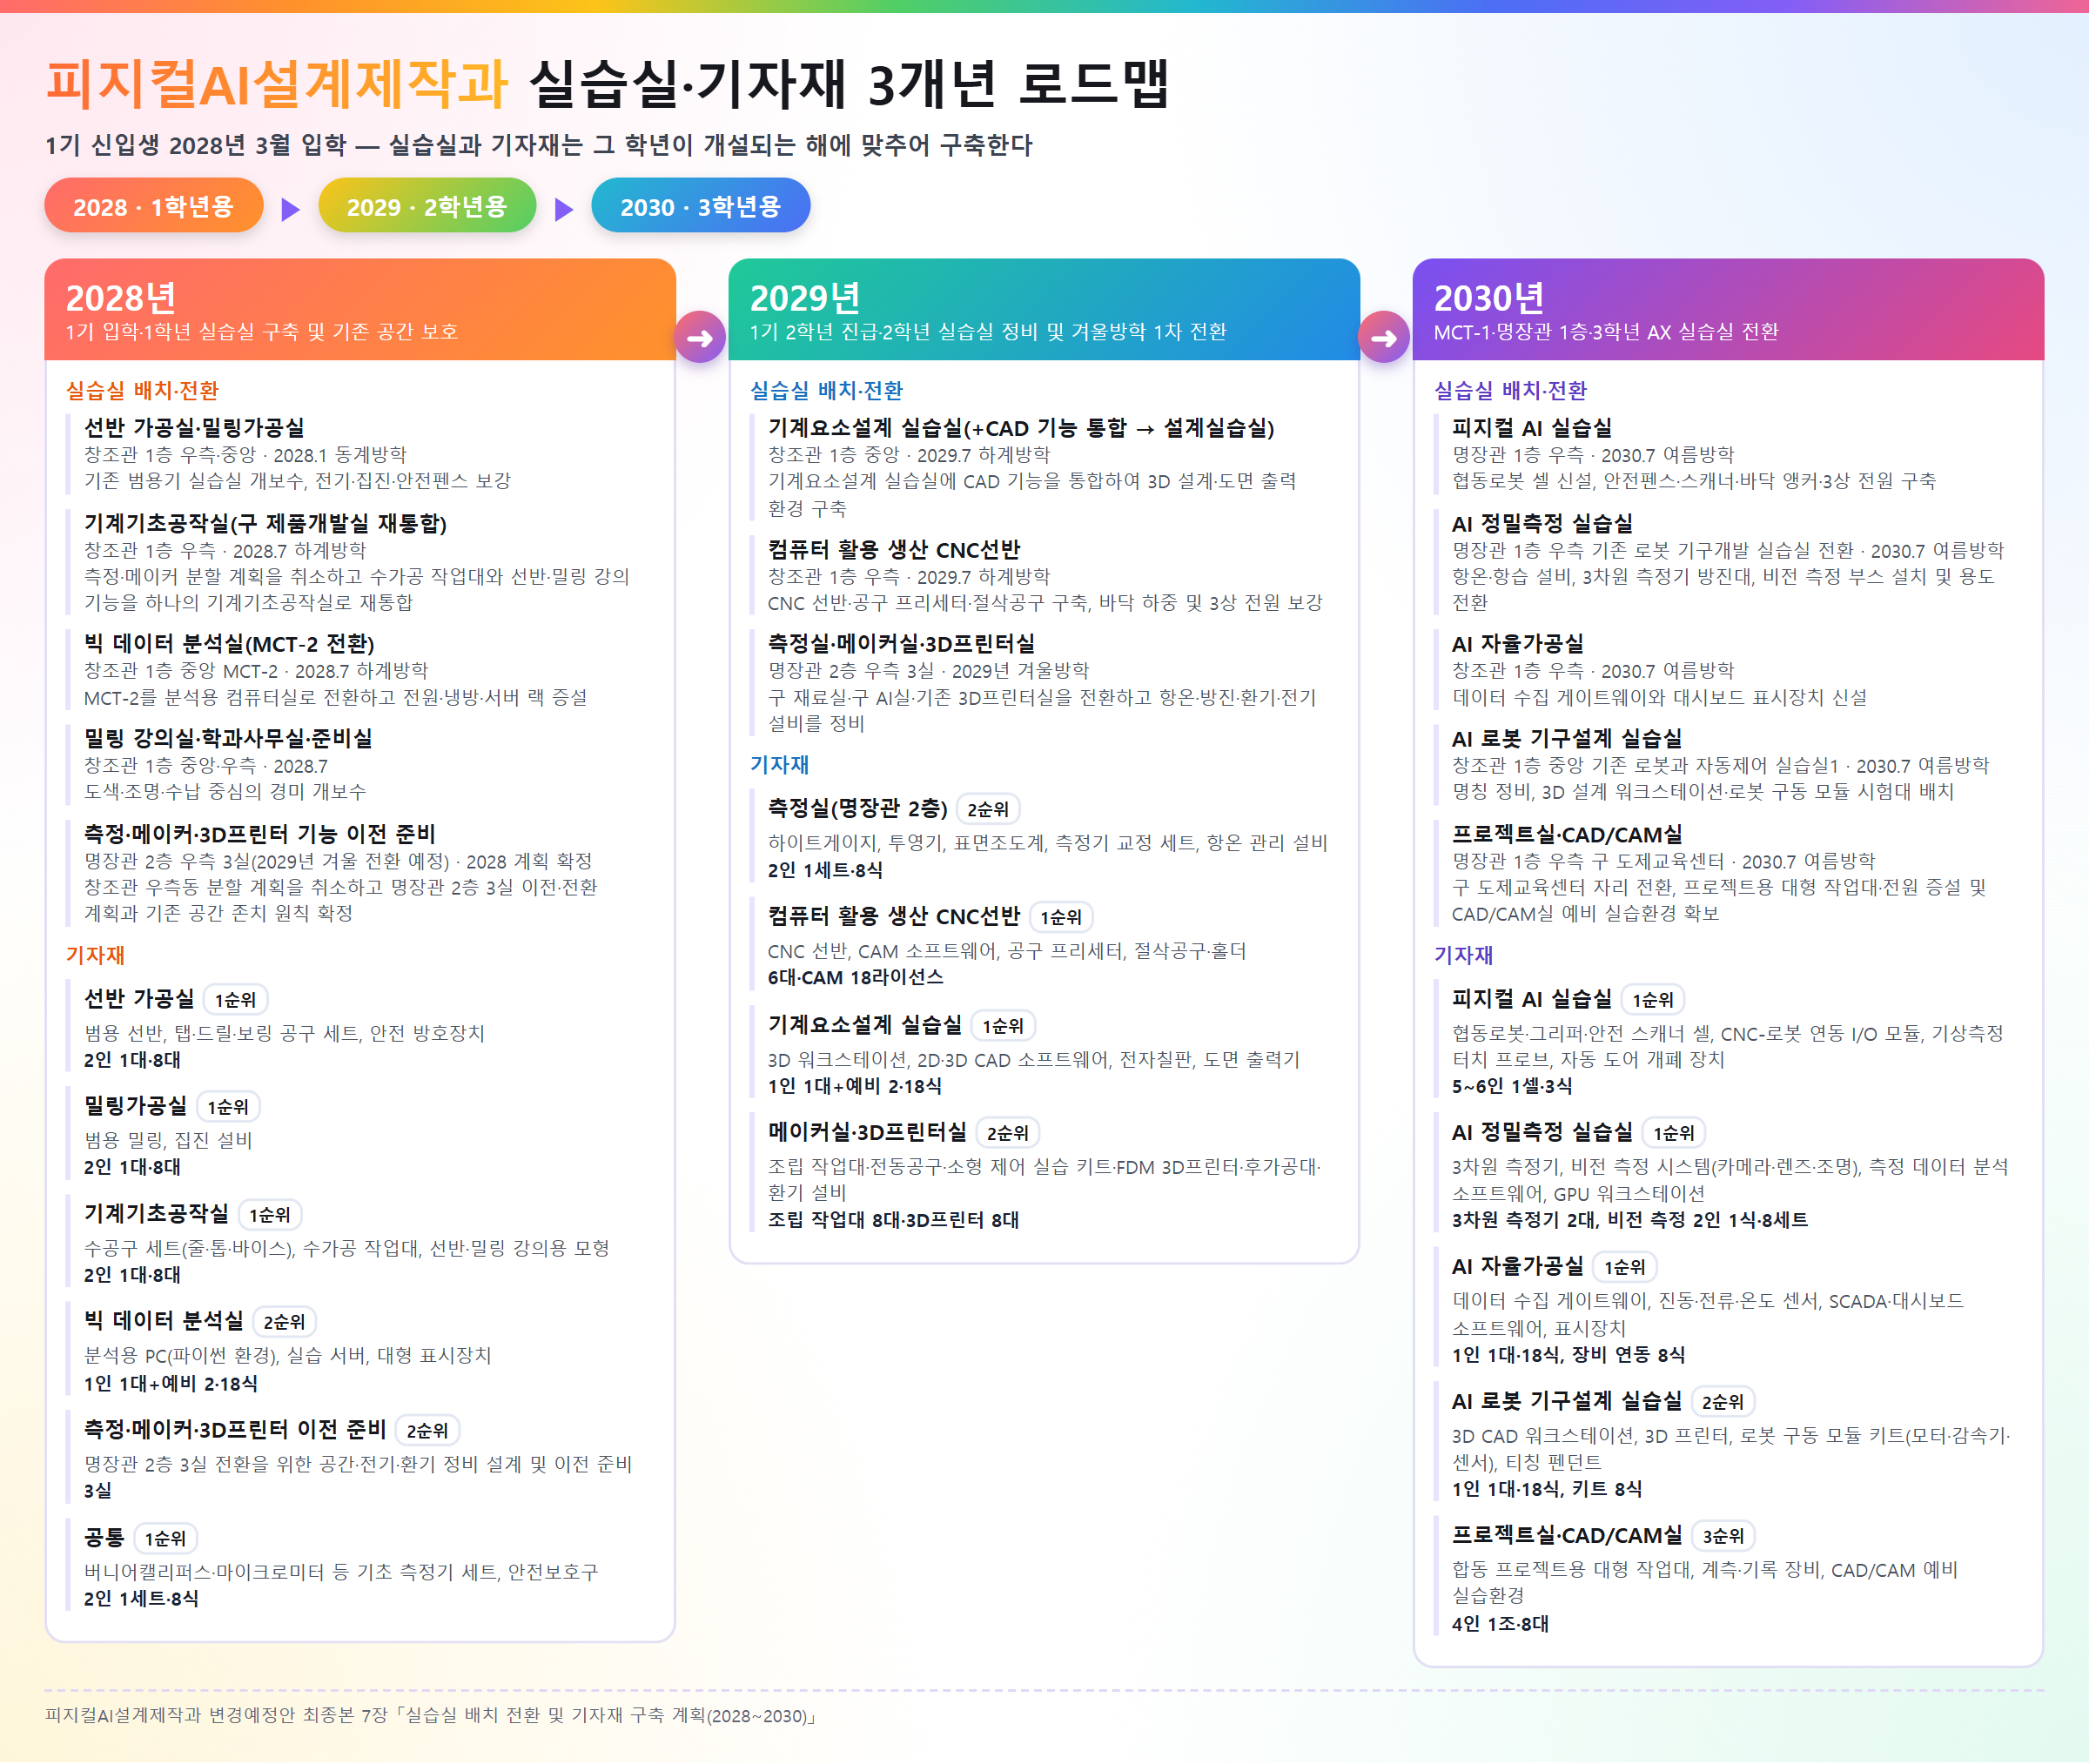 피지컬AI설계제작과 실습실·기자재 3개년 로드맵
1기 신입생 2028년 3월 입학 — 실습실과 기자재는 그 학년이 개설되는 해에 맞추어 구축한다
2028 · 1학년용 ▶ 2029 · 2학년용 ▶ 2030 · 3학년용
2028년
1기 입학·1학년 실습실 구축 및 기존 공간 보호
실습실 배치·전환
선반 가공실·밀링가공실
창조관 1층 우측·중앙 · 2028.1 동계방학
기존 범용기 실습실 개보수, 전기·집진·안전펜스 보강
기계기초공작실(구 제품개발실 재통합)
창조관 1층 우측 · 2028.7 하계방학
측정·메이커 분할 계획을 취소하고 수가공 작업대와 선반·밀링 강의
기능을 하나의 기계기초공작실로 재통합
빅 데이터 분석실(MCT-2 전환)
창조관 1층 중앙 MCT-2 · 2028.7 하계방학
MCT-2를 분석용 컴퓨터실로 전환하고 전원·냉방·서버 랙 증설
밀링 강의실·학과사무실·준비실
창조관 1층 중앙·우측 · 2028.7
도색·조명·수납 중심의 경미 개보수
측정·메이커·3D프린터 기능 이전 준비
명장관 2층 우측 3실(2029년 겨울 전환 예정) · 2028 계획 확정
창조관 우측동 분할 계획을 취소하고 명장관 2층 3실 이전·전환
계획과 기존 공간 존치 원칙 확정
기자재
선반 가공실 1순위
범용 선반, 탭·드릴·보링 공구 세트, 안전 방호장치
2인 1대·8대
밀링가공실 1순위
범용 밀링, 집진 설비
2인 1대·8대
기계기초공작실 1순위
수공구 세트(줄·톱·바이스), 수가공 작업대, 선반·밀링 강의용 모형
2인 1대·8대
빅 데이터 분석실 2순위
분석용 PC(파이썬 환경), 실습 서버, 대형 표시장치
1인 1대+예비 2·18식
측정·메이커·3D프린터 이전 준비 2순위
명장관 2층 3실 전환을 위한 공간·전기·환기 정비 설계 및 이전 준비
3실
공통 1순위
버니어캘리퍼스·마이크로미터 등 기초 측정기 세트, 안전보호구
2인 1세트·8식
➜
2029년
1기 2학년 진급·2학년 실습실 정비 및 겨울방학 1차 전환
실습실 배치·전환
기계요소설계 실습실(+CAD 기능 통합 → 설계실습실)
창조관 1층 중앙 · 2029.7 하계방학
기계요소설계 실습실에 CAD 기능을 통합하여 3D 설계·도면 출력
환경 구축
컴퓨터 활용 생산 CNC선반
창조관 1층 우측 · 2029.7 하계방학
CNC 선반·공구 프리세터·절삭공구 구축, 바닥 하중 및 3상 전원 보강
측정실·메이커실·3D프린터실
명장관 2층 우측 3실 · 2029년 겨울방학
구 재료실·구 AI실·기존 3D프린터실을 전환하고 항온·방진·환기·전기
설비를 정비
기자재
측정실(명장관 2층) 2순위
하이트게이지, 투영기, 표면조도계, 측정기 교정 세트, 항온 관리 설비
2인 1세트·8식
컴퓨터 활용 생산 CNC선반 1순위
CNC 선반, CAM 소프트웨어, 공구 프리세터, 절삭공구·홀더
6대·CAM 18라이선스
기계요소설계 실습실 1순위
3D 워크스테이션, 2D·3D CAD 소프트웨어, 전자칠판, 도면 출력기
1인 1대+예비 2·18식
메이커실·3D프린터실 2순위
조립 작업대·전동공구·소형 제어 실습 키트·FDM 3D프린터·후가공대·
환기 설비
조립 작업대 8대·3D프린터 8대
➜
2030년
MCT-1·명장관 1층·3학년 AX 실습실 전환
실습실 배치·전환
피지컬 AI 실습실
명장관 1층 우측 · 2030.7 여름방학
협동로봇 셀 신설, 안전펜스·스캐너·바닥 앵커·3상 전원 구축
AI 정밀측정 실습실
명장관 1층 우측 기존 로봇 기구개발 실습실 전환 · 2030.7 여름방학
항온·항습 설비, 3차원 측정기 방진대, 비전 측정 부스 설치 및 용도
전환
AI 자율가공실
창조관 1층 우측 · 2030.7 여름방학
데이터 수집 게이트웨이와 대시보드 표시장치 신설
AI 로봇 기구설계 실습실
창조관 1층 중앙 기존 로봇과 자동제어 실습실1 · 2030.7 여름방학
명칭 정비, 3D 설계 워크스테이션·로봇 구동 모듈 시험대 배치
프로젝트실·CAD/CAM실
명장관 1층 우측 구 도제교육센터 · 2030.7 여름방학
구 도제교육센터 자리 전환, 프로젝트용 대형 작업대·전원 증설 및
CAD/CAM실 예비 실습환경 확보
기자재
피지컬 AI 실습실 1순위
협동로봇·그리퍼·안전 스캐너 셀, CNC-로봇 연동 I/O 모듈, 기상측정
터치 프로브, 자동 도어 개폐 장치
5~6인 1셀·3식
AI 정밀측정 실습실 1순위
3차원 측정기, 비전 측정 시스템(카메라·렌즈·조명), 측정 데이터 분석
소프트웨어, GPU 워크스테이션
3차원 측정기 2대, 비전 측정 2인 1식·8세트
AI 자율가공실 1순위
데이터 수집 게이트웨이, 진동·전류·온도 센서, SCADA·대시보드
소프트웨어, 표시장치
1인 1대·18식, 장비 연동 8식
AI 로봇 기구설계 실습실 2순위
3D CAD 워크스테이션, 3D 프린터, 로봇 구동 모듈 키트(모터·감속기·
센서), 티칭 펜던트
1인 1대·18식, 키트 8식
프로젝트실·CAD/CAM실 3순위
합동 프로젝트용 대형 작업대, 계측·기록 장비, CAD/CAM 예비
실습환경
4인 1조·8대
피지컬AI설계제작과 변경예정안 최종본 7장「실습실 배치 전환 및 기자재 구축 계획(2028~2030)」